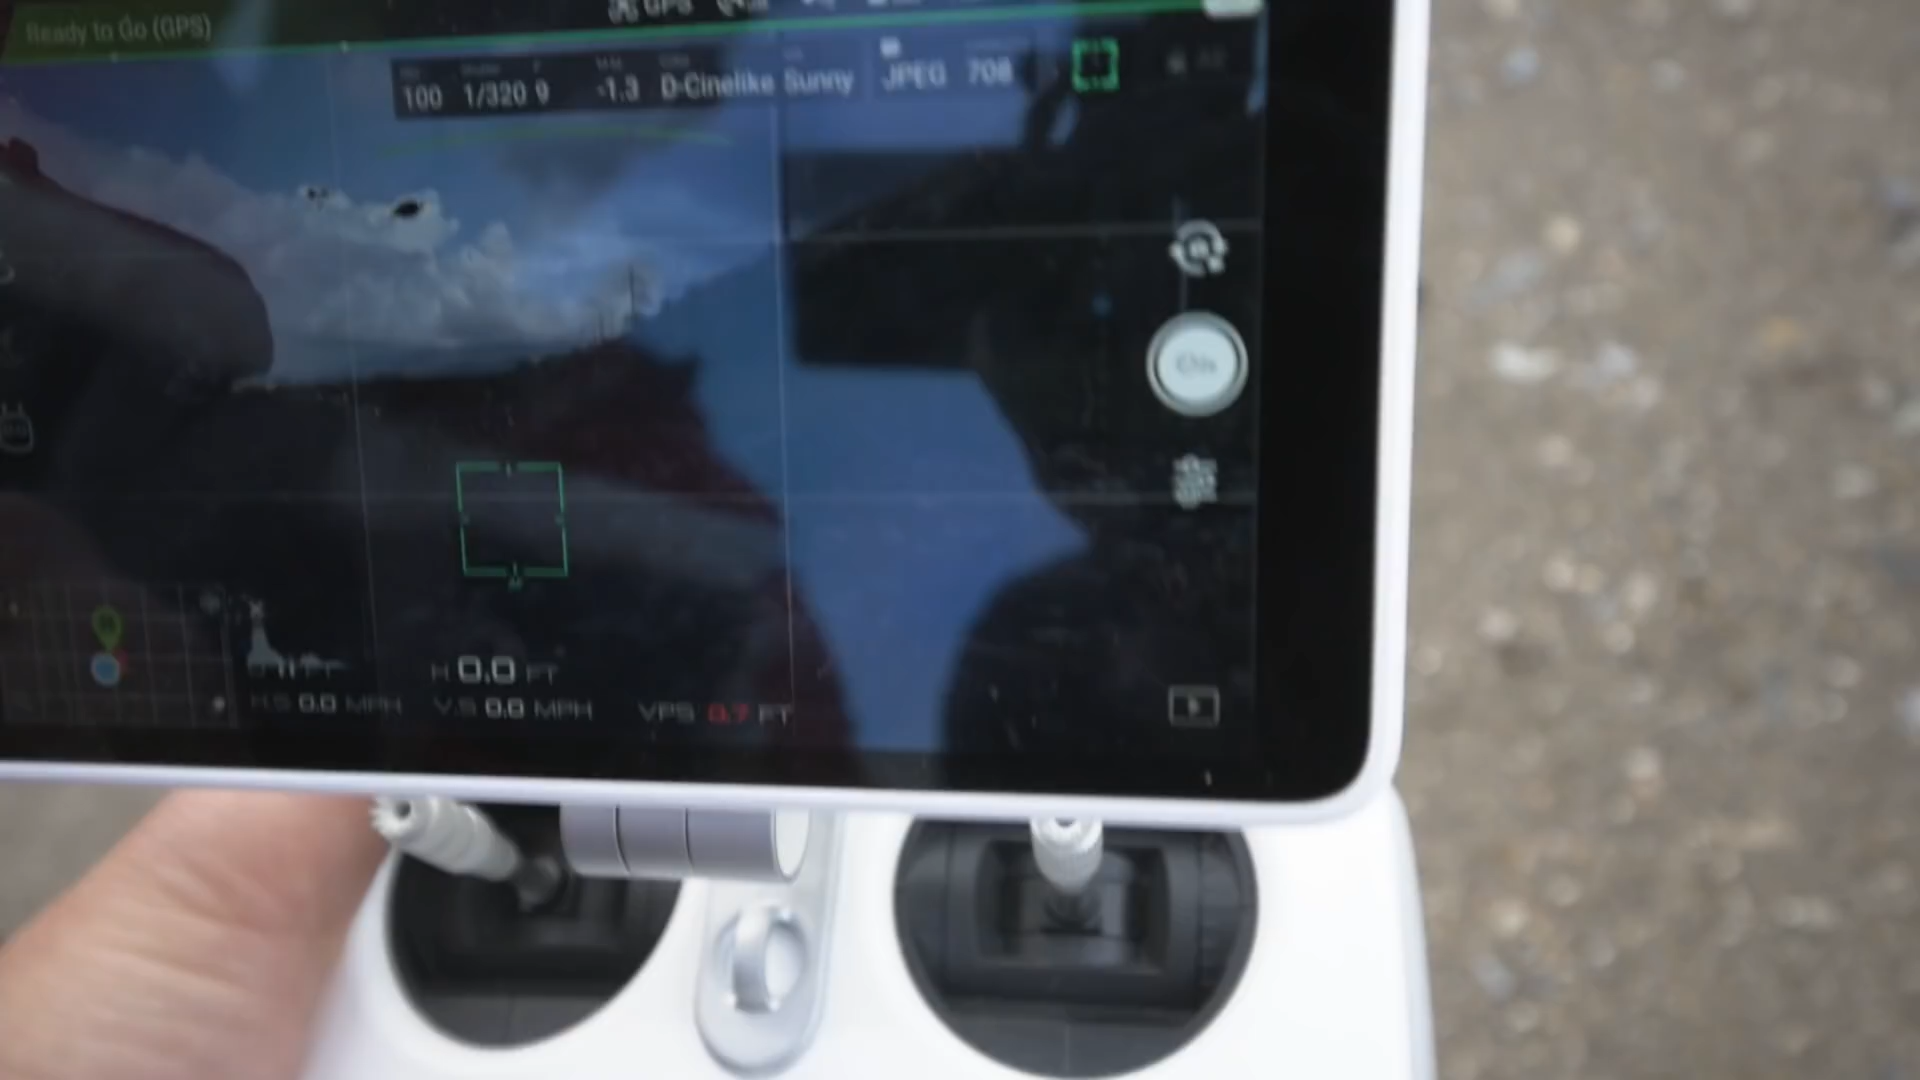 Ready to Go (GPS)
GPS
100 1/320 9 -1.3 D-Cinelike Sunny JPEG 708
H 0.0 FT
H.S 0.0 MPH V.S 0.0 MPH VPS 0.7 FT